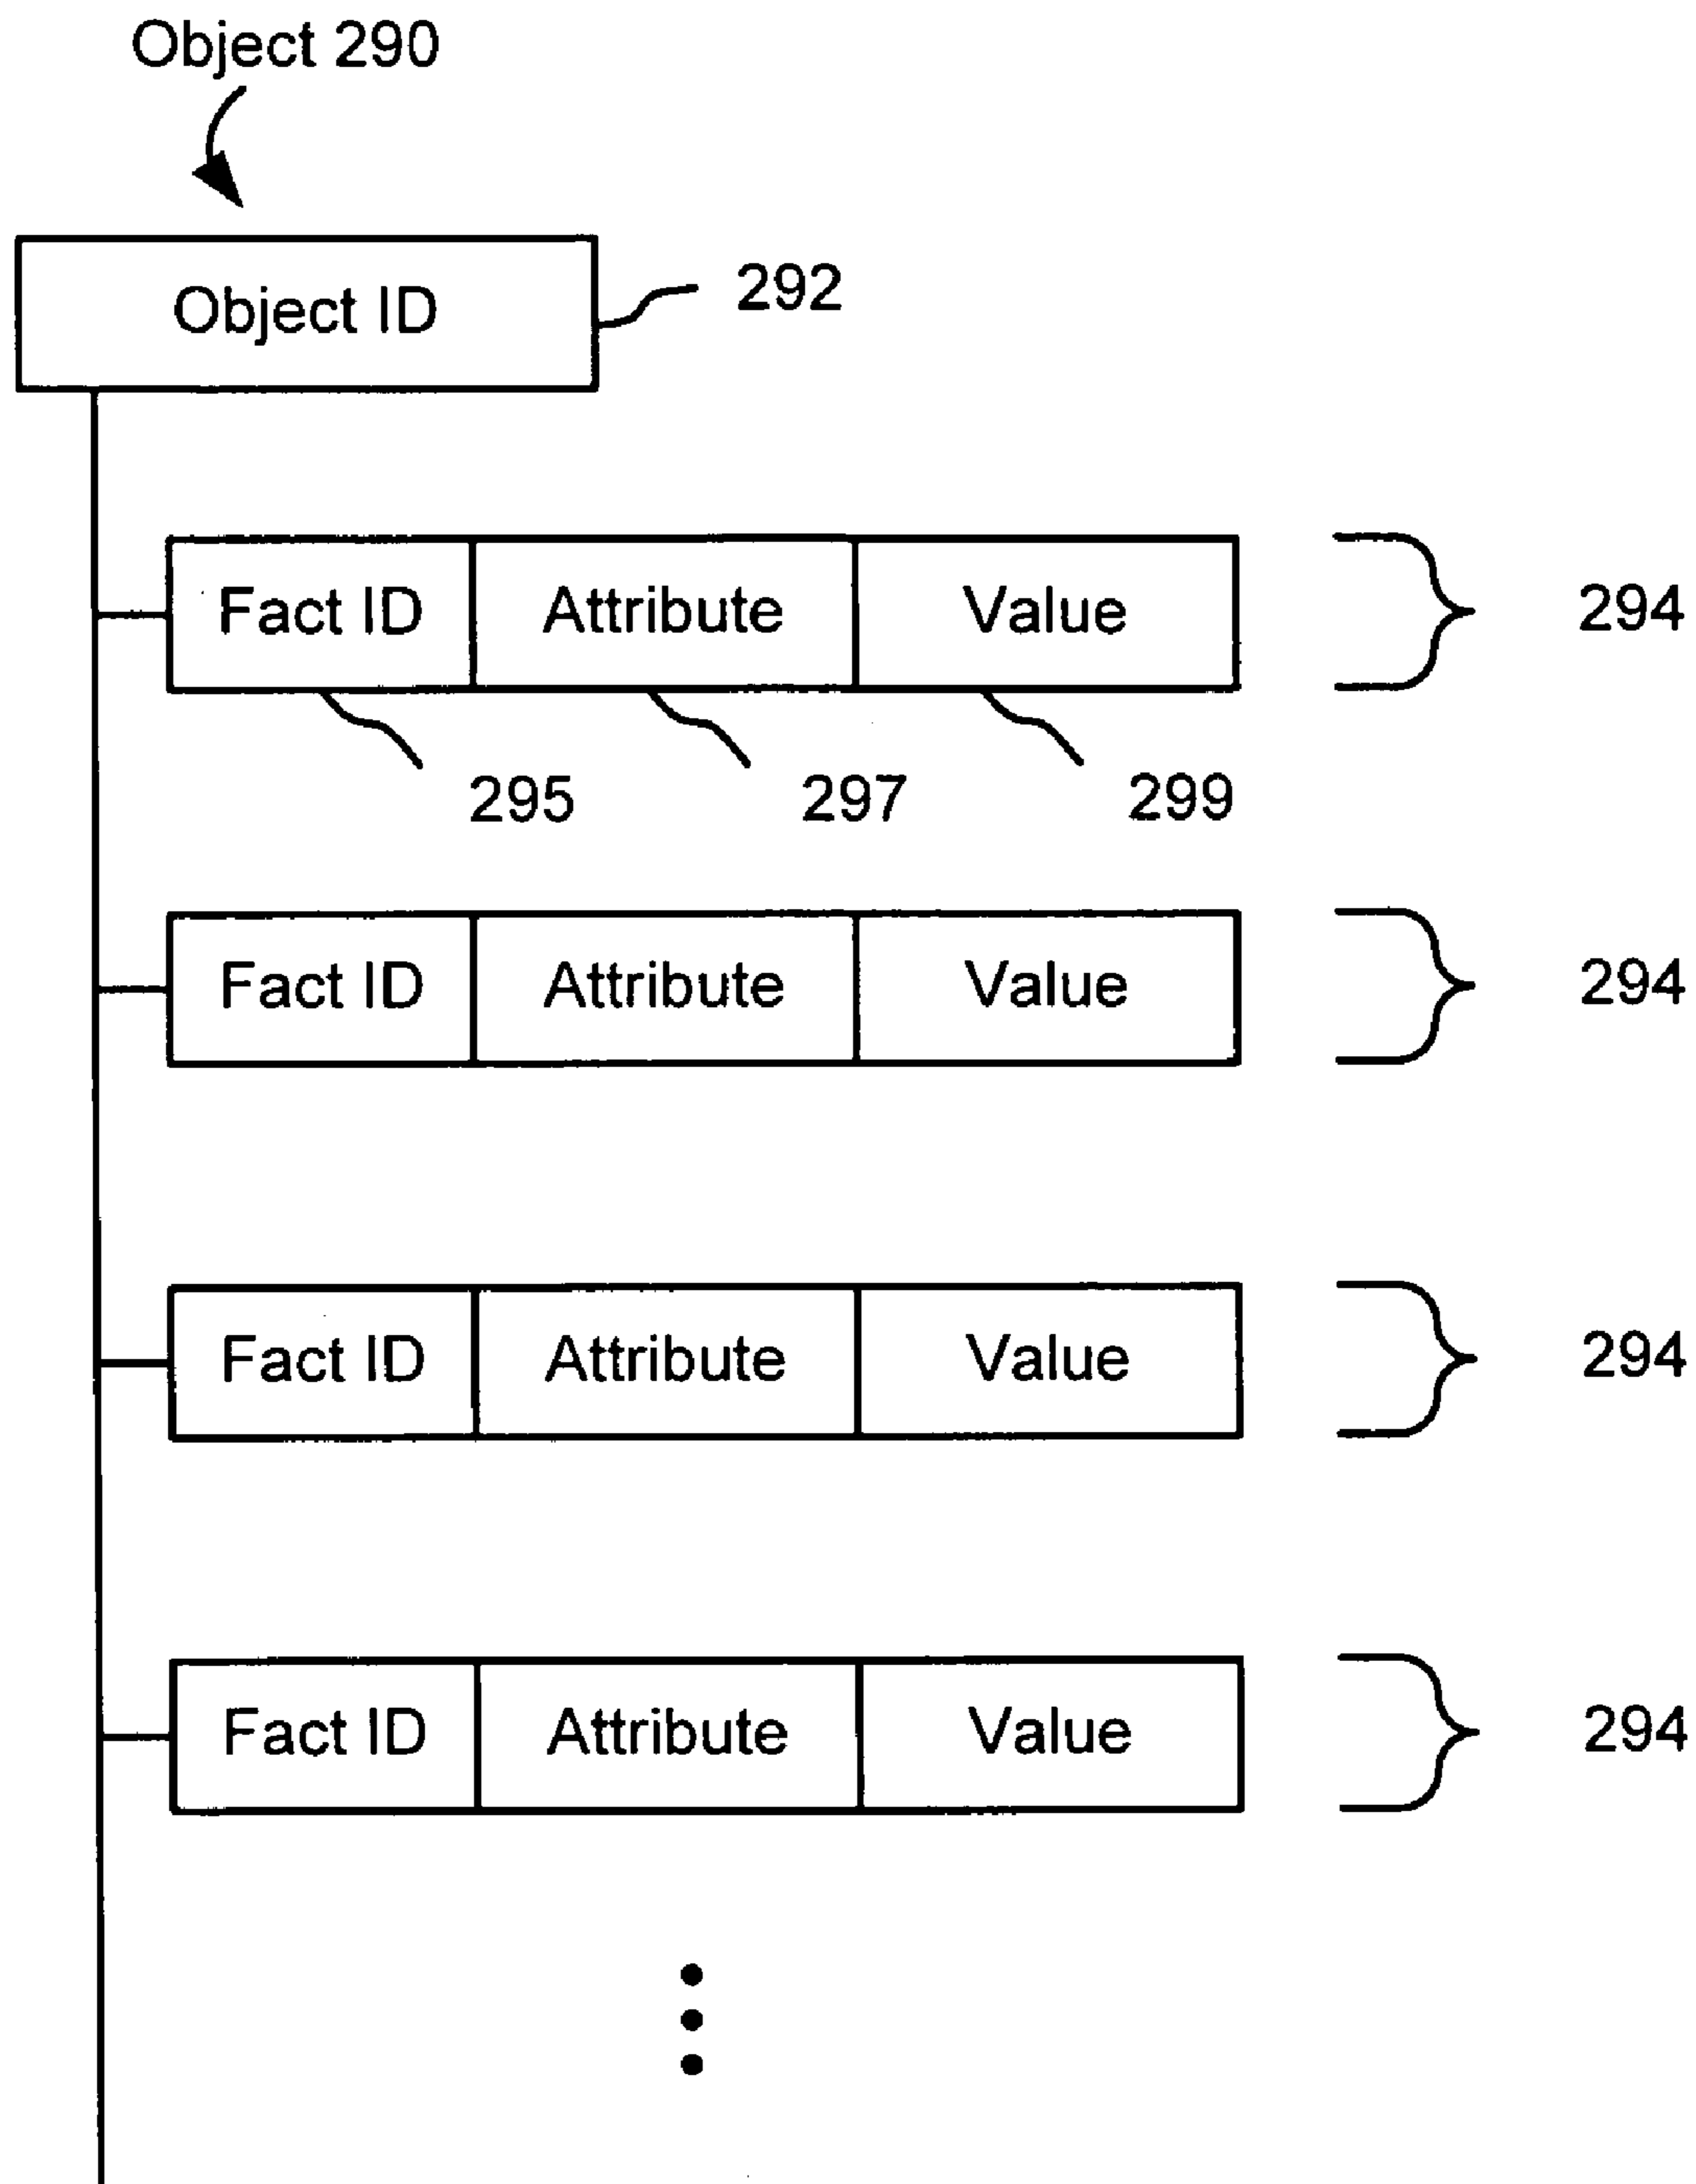 Object 290
Object ID
292
Fact ID Attribute Value 294
295 297 299
Fact ID Attribute Value 294
Fact ID Attribute Value 294
Fact ID Attribute Value 294